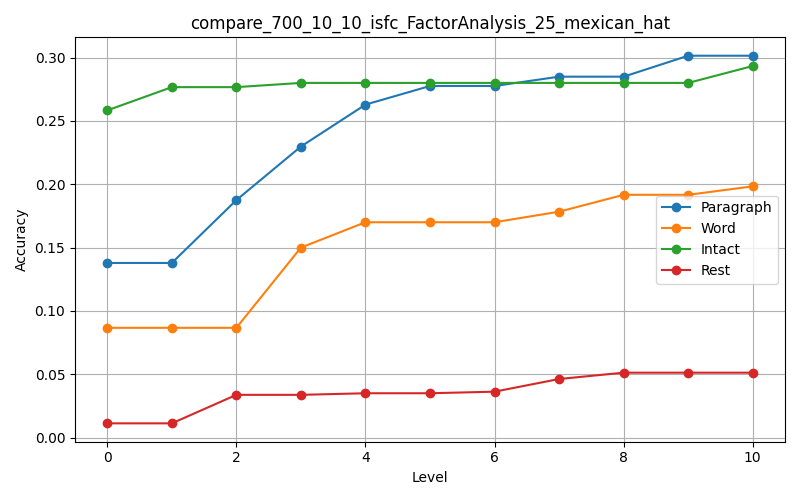 compare_700_10_10_isfc_FactorAnalysis_25_mexican_hat
Accuracy
0.30
0.25
0.20
0.15
0.10
0.05
0.00
Paragraph
Word
Intact
Rest
0 2 4 6 8 10
Level